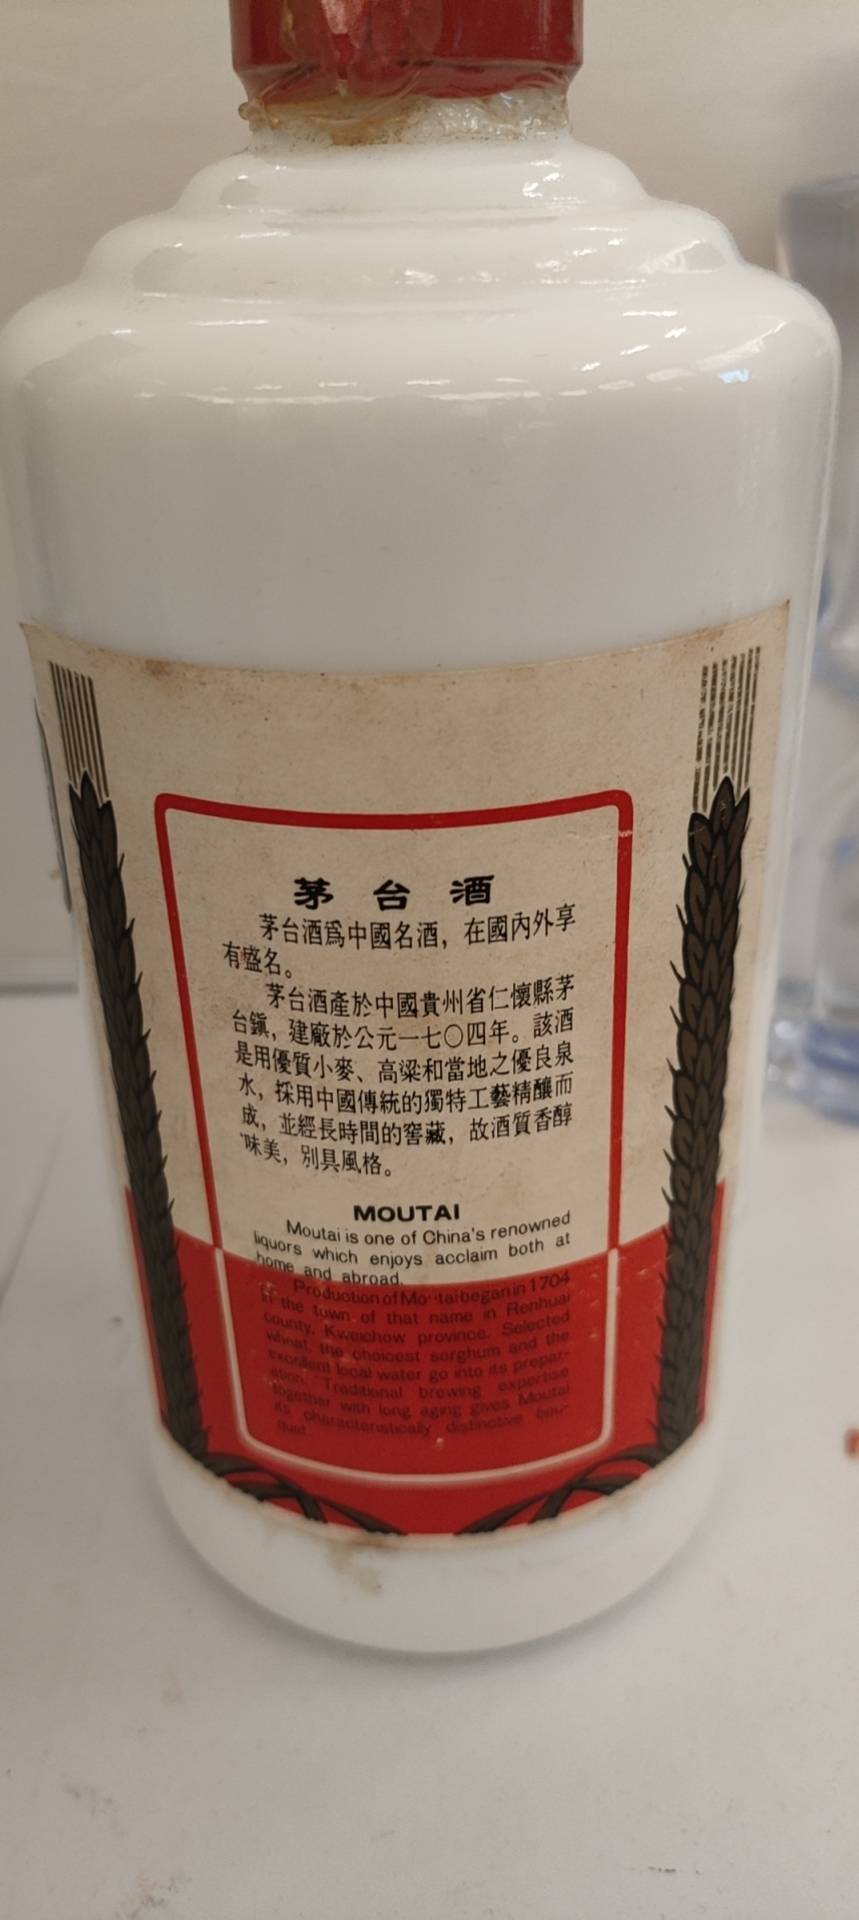 茅台酒
茅台酒爲中國名酒，在國內外享
有盛名。
茅台酒產於中國貴州省仁懷縣茅
台鎭，建廠於公元一七〇四年。該酒
是用優質小麥、高粱和當地之優良泉
水，採用中國傳統的獨特工藝精釀而
成，並經長時間的窖藏，故酒質香醇
味美，別具風格。
MOUTAI
Moutai is one of China's renowned
liquors which enjoys acclaim both at
home and abroad.
Production of Moutai began in 1704
in the town of that name in Renhuai
county, Kweichow province. Selected
wheat, the choicest sorghum and the
excellent local water go into its prepar-
ation. Traditional brewing expertise
together with long aging gives Moutai
its characteristically distinctive bou-
quet